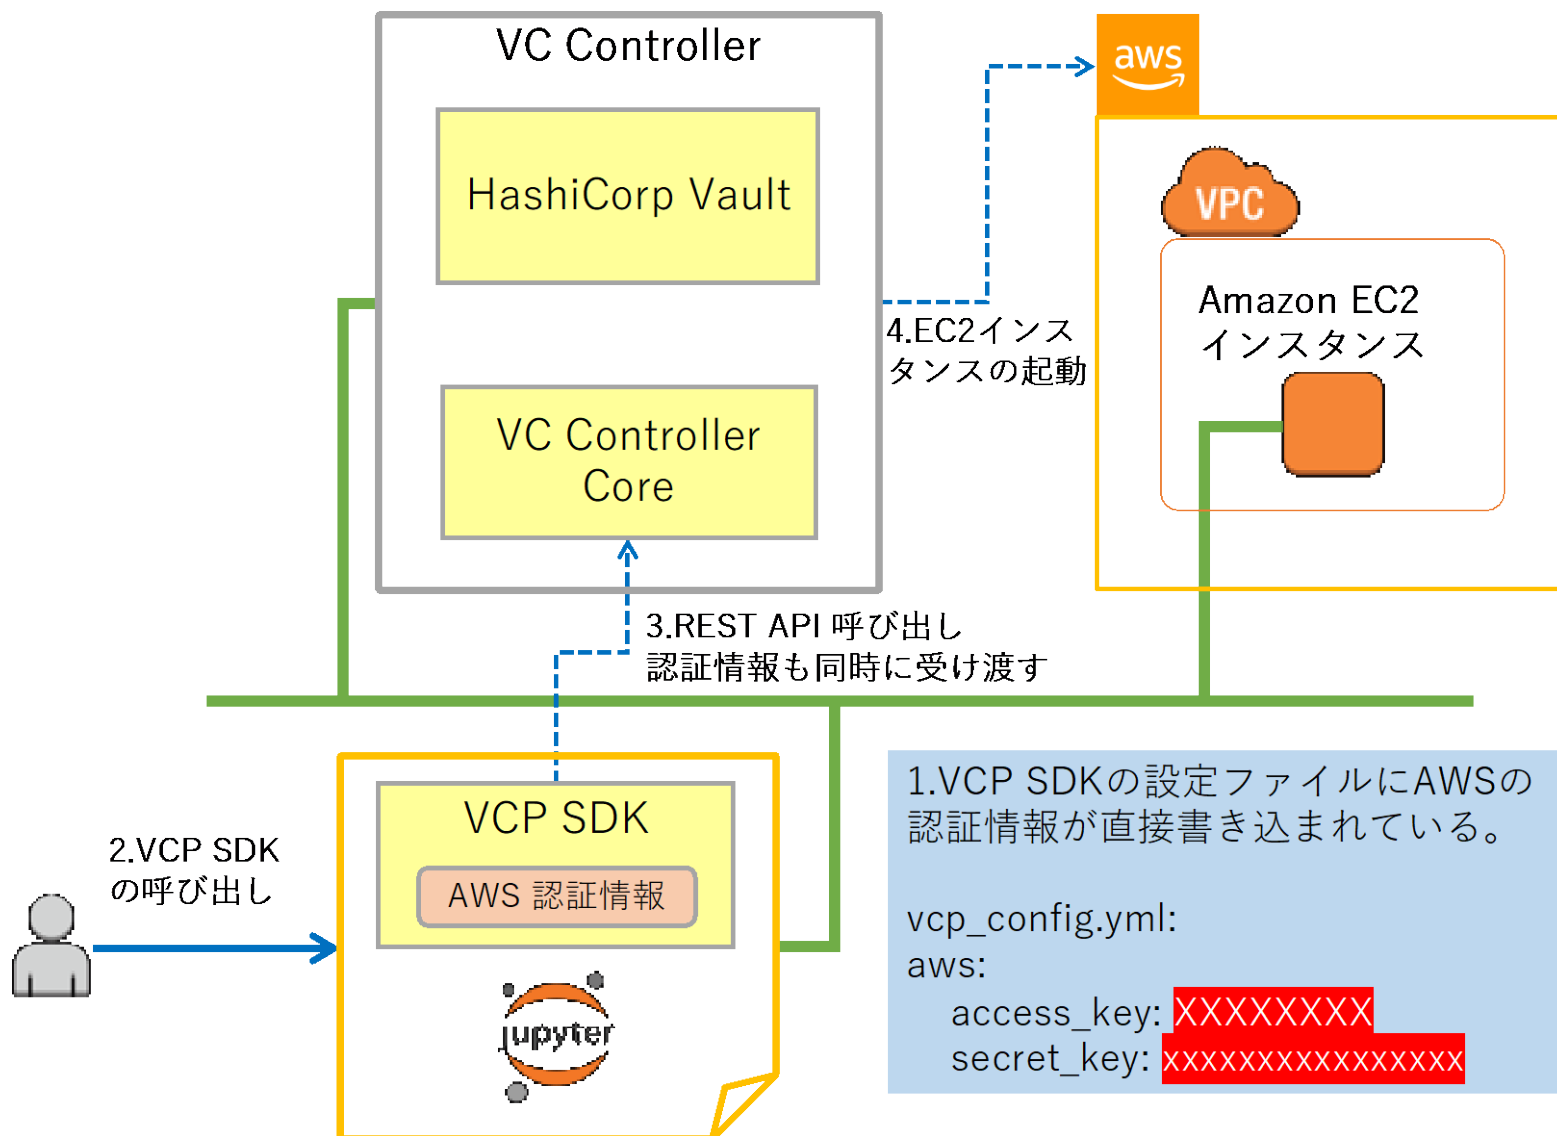 VC Controller
HashiCorp Vault
VC Controller
Core
aws
VPC
Amazon EC2
インスタンス
4.EC2インス
タンスの起動
3.REST API 呼び出し
認証情報も同時に受け渡す
2.VCP SDK
の呼び出し
VCP SDK
AWS 認証情報
jupyter
1.VCP SDKの設定ファイルにAWSの
認証情報が直接書き込まれている。
vcp_config.yml:
aws:
access_key: XXXXXXXX
secret_key: xxxxxxxxxxxxxxxx